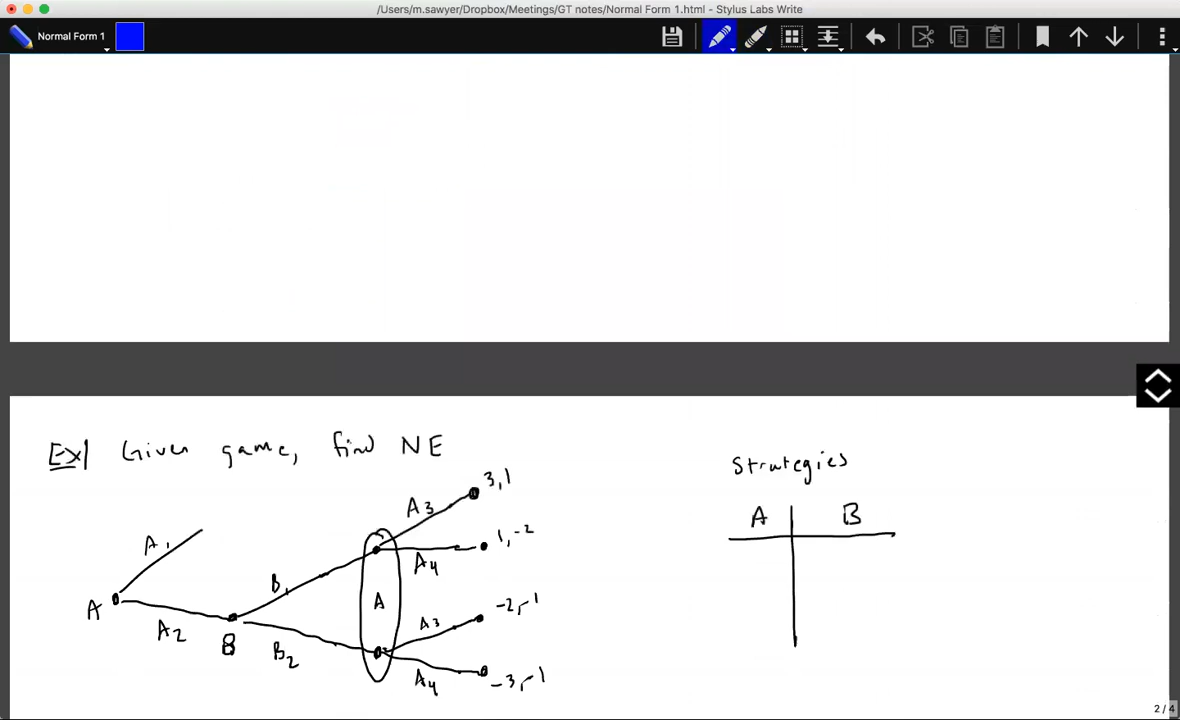 /Users/m.sawyer/Dropbox/Meetings/GT notes/Normal Form 1.html - Stylus Labs Write
Normal Form 1
Ex1 Given game, find NE
Strategies
A B
A1
A
A2
B
B1
B2
A
A3
3,1
A4
1,-2
A3
-2,-1
A4
-3,-1
2 / 4